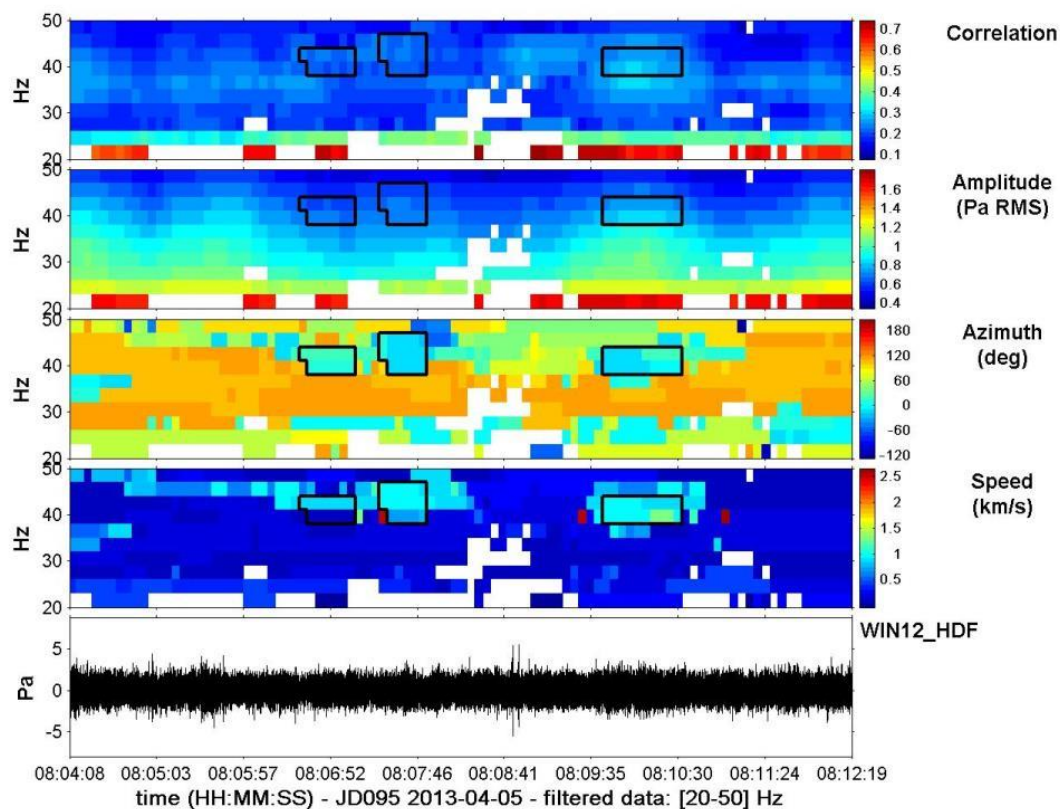 50
40
30
20
Hz
0.7
0.6
0.5
0.4
0.3
0.2
0.1
Correlation
50
40
30
20
Hz
1.6
1.4
1.2
1
0.8
0.6
0.4
Amplitude
(Pa RMS)
50
40
30
20
Hz
180
120
60
0
-60
-120
Azimuth
(deg)
50
40
30
20
Hz
2.5
2
1.5
1
0.5
Speed
(km/s)
WIN12_HDF
5
0
-5
Pa
08:04:08 08:05:03 08:05:57 08:06:52 08:07:46 08:08:41 08:09:35 08:10:30 08:11:24 08:12:19
time (HH:MM:SS) - JD095 2013-04-05 - filtered data: [20-50] Hz